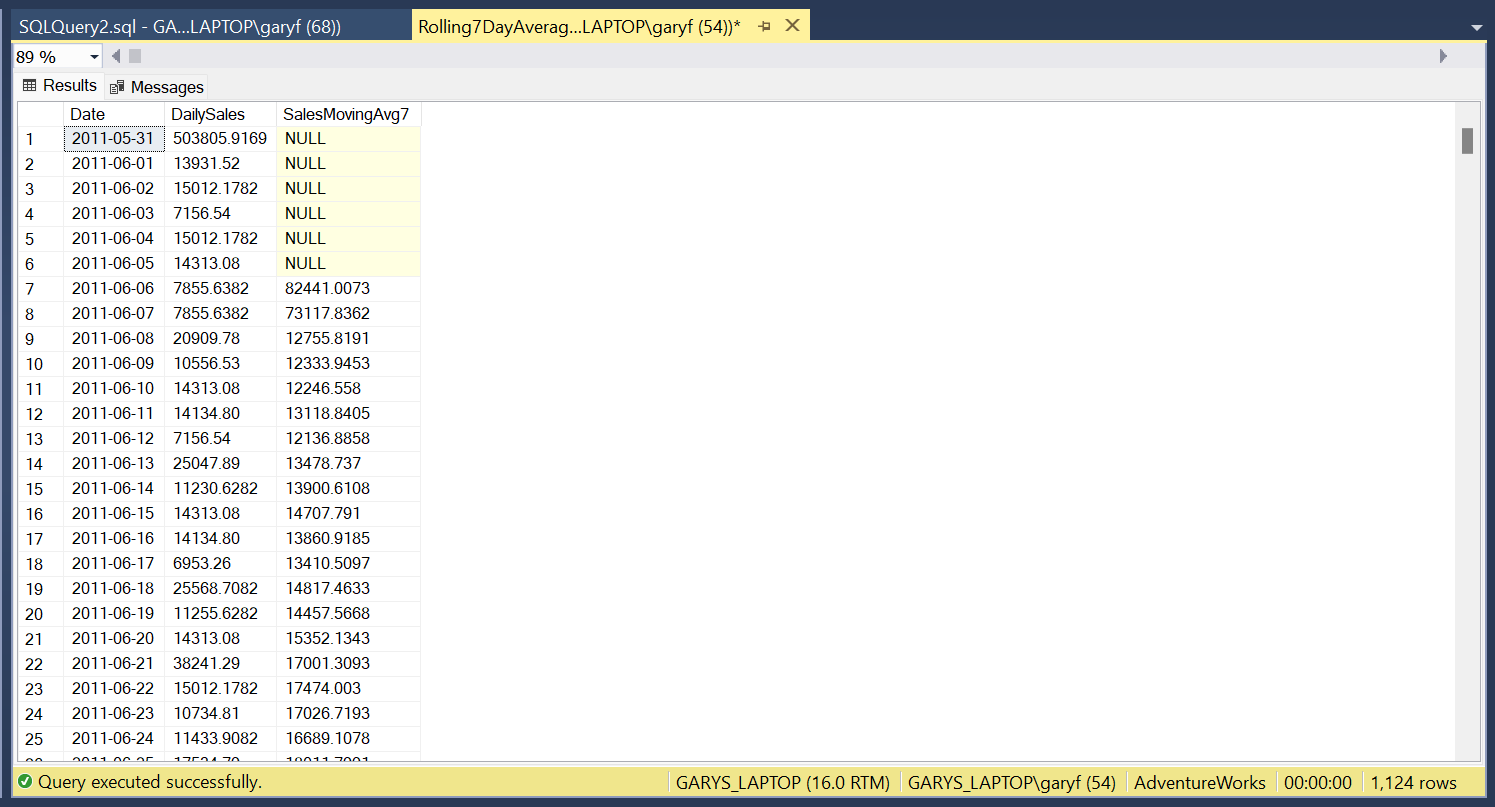 SQLQuery2.sql - GA...LAPTOP\garyf (68))
Rolling7DayAverag...LAPTOP\garyf (54))*
89 %
Results
Messages
Date DailySales SalesMovingAvg7
1 2011-05-31 503805.9169 NULL
2 2011-06-01 13931.52 NULL
3 2011-06-02 15012.1782 NULL
4 2011-06-03 7156.54 NULL
5 2011-06-04 15012.1782 NULL
6 2011-06-05 14313.08 NULL
7 2011-06-06 7855.6382 82441.0073
8 2011-06-07 7855.6382 73117.8362
9 2011-06-08 20909.78 12755.8191
10 2011-06-09 10556.53 12333.9453
11 2011-06-10 14313.08 12246.558
12 2011-06-11 14134.80 13118.8405
13 2011-06-12 7156.54 12136.8858
14 2011-06-13 25047.89 13478.737
15 2011-06-14 11230.6282 13900.6108
16 2011-06-15 14313.08 14707.791
17 2011-06-16 14134.80 13860.9185
18 2011-06-17 6953.26 13410.5097
19 2011-06-18 25568.7082 14817.4633
20 2011-06-19 11255.6282 14457.5668
21 2011-06-20 14313.08 15352.1343
22 2011-06-21 38241.29 17001.3093
23 2011-06-22 15012.1782 17474.003
24 2011-06-23 10734.81 17026.7193
25 2011-06-24 11433.9082 16689.1078
Query executed successfully.
GARYS_LAPTOP (16.0 RTM)
GARYS_LAPTOP\garyf (54)
AdventureWorks
00:00:00
1,124 rows